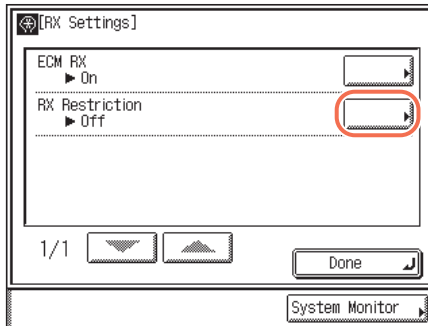 [RX Settings]
ECM RX
▶ On
RX Restriction
▶ Off
1/1
Done
System Monitor